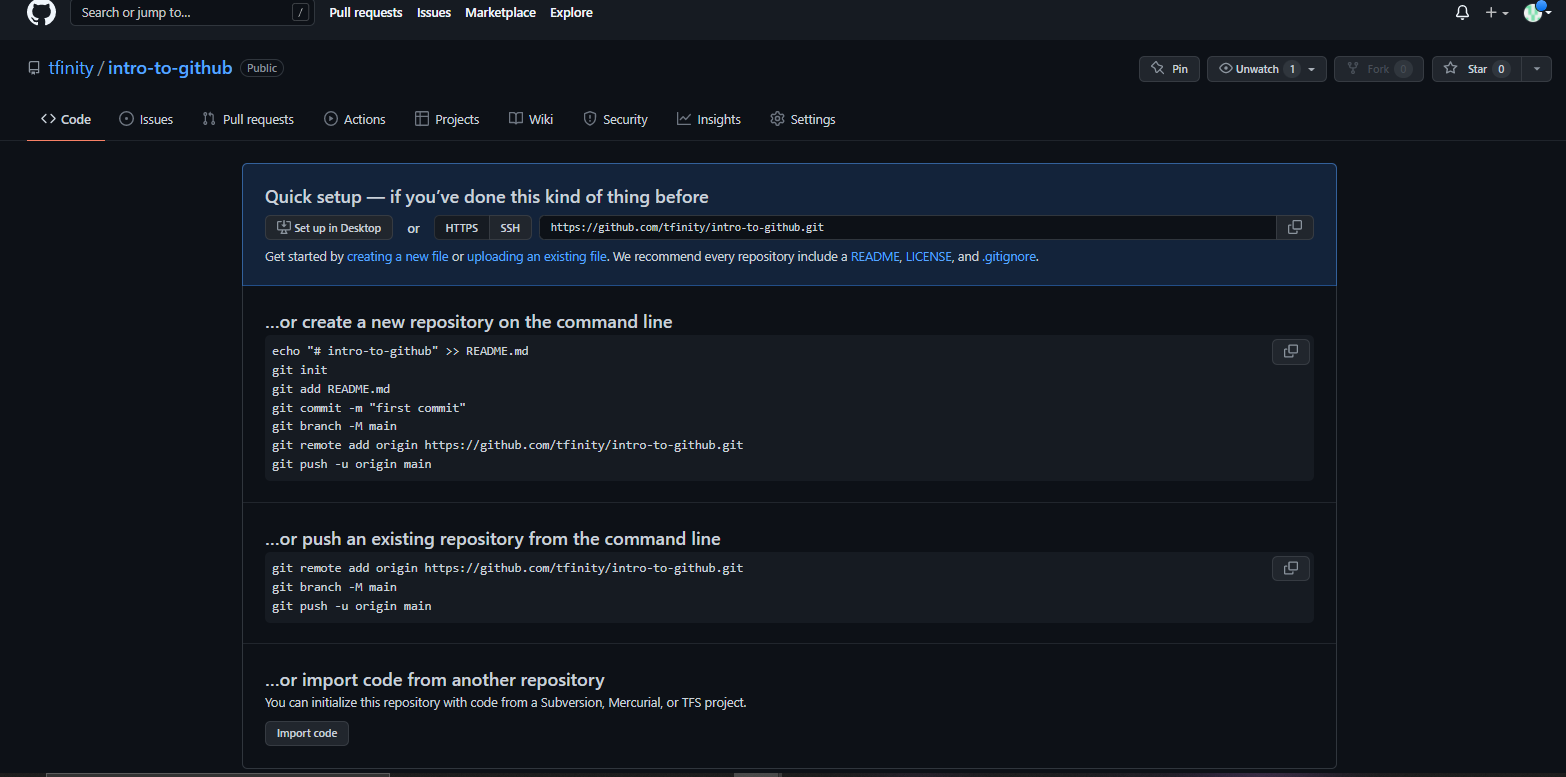 Search or jump to... /
Pull requests Issues Marketplace Explore
tfinity / intro-to-github Public
Pin Unwatch 1 Fork 0 Star 0
Code Issues Pull requests Actions Projects Wiki Security Insights Settings
Quick setup — if you’ve done this kind of thing before
Set up in Desktop or HTTPS SSH https://github.com/tfinity/intro-to-github.git
Get started by creating a new file or uploading an existing file. We recommend every repository include a README, LICENSE, and .gitignore.
…or create a new repository on the command line
echo "# intro-to-github" >> README.md
git init
git add README.md
git commit -m "first commit"
git branch -M main
git remote add origin https://github.com/tfinity/intro-to-github.git
git push -u origin main
…or push an existing repository from the command line
git remote add origin https://github.com/tfinity/intro-to-github.git
git branch -M main
git push -u origin main
…or import code from another repository
You can initialize this repository with code from a Subversion, Mercurial, or TFS project.
Import code